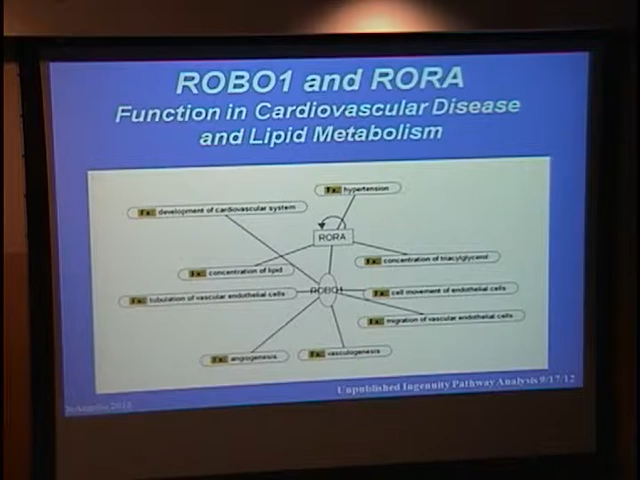 ROBO1 and RORA
Function in Cardiovascular Disease
and Lipid Metabolism
Fx: hypertension
Fx: development of cardiovascular system
RORA
Fx: concentration of triacylglycerol
Fx: concentration of lipid
ROBO1
Fx: tubulation of vascular endothelial cells
Fx: cell movement of endothelial cells
Fx: migration of vascular endothelial cells
Fx: angiogenesis
Fx: vasculogenesis
Unpublished Ingenuity Pathway Analysis 9/17/12